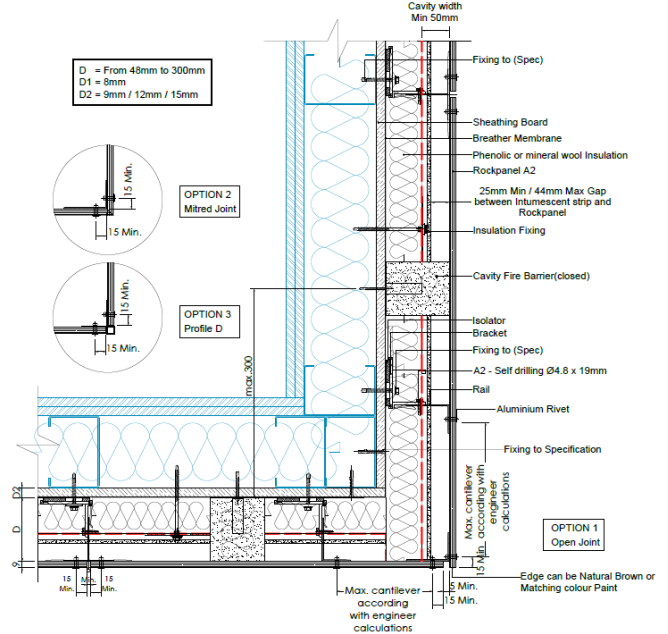 Cavity width
Min 50mm
D = From 48mm to 300mm
D1 = 8mm
D2 = 9mm / 12mm / 15mm
Fixing to (Spec)
Sheathing Board
Breather Membrane
Phenolic or mineral wool Insulation
Rockpanel A2
25mm Min / 44mm Max Gap
between Intumescent strip and
Rockpanel
Insulation Fixing
Cavity Fire Barrier(closed)
Isolator
Bracket
Fixing to (Spec)
A2 - Self drilling Ø4.8 x 19mm
Rail
Aluminium Rivet
Fixing to Specification
OPTION 2
Mitred Joint
15 Min.
15 Min.
OPTION 3
Profile D
15 Min.
15 Min.
max.300
D2
D
9
15
Min.
15
Min.
Max. cantilever
according with
engineer
calculations
15 Min.
OPTION 1
Open Joint
Edge can be Natural Brown or
Matching colour Paint
5 Min.
15 Min.
Max. cantilever
according
with engineer
calculations